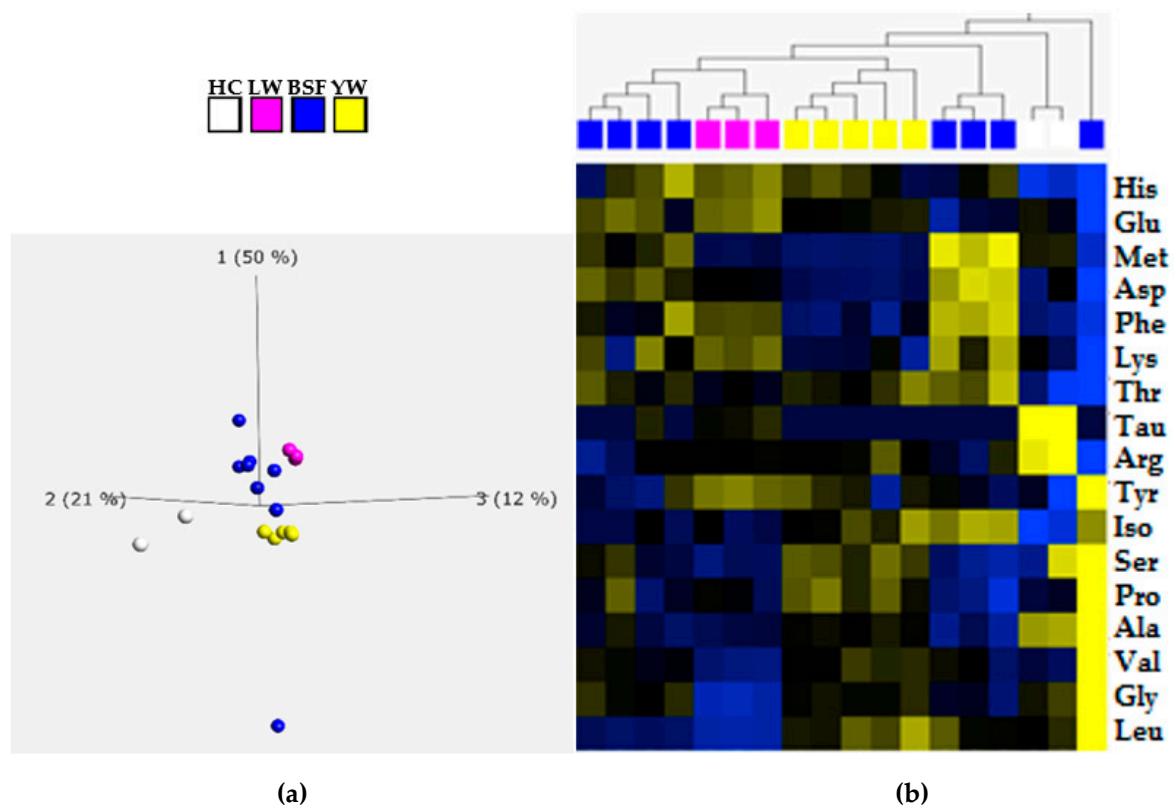 HC LW BSF YW
1 (50 %)
2 (21 %)
3 (12 %)
His
Glu
Met
Asp
Phe
Lys
Thr
Tau
Arg
Tyr
Iso
Ser
Pro
Ala
Val
Gly
Leu
(a)
(b)